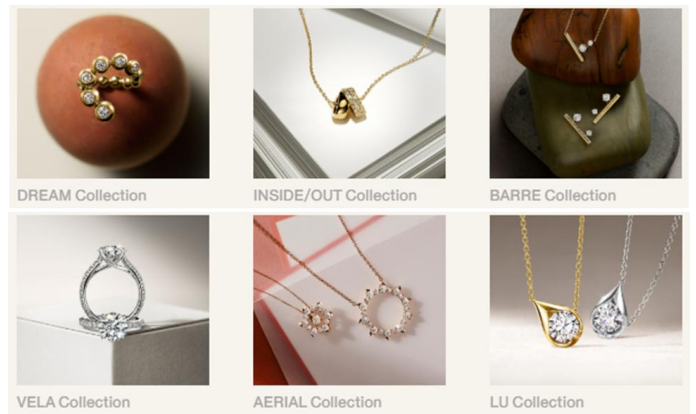 DREAM Collection
INSIDE/OUT Collection
BARRE Collection
VELA Collection
AERIAL Collection
LU Collection